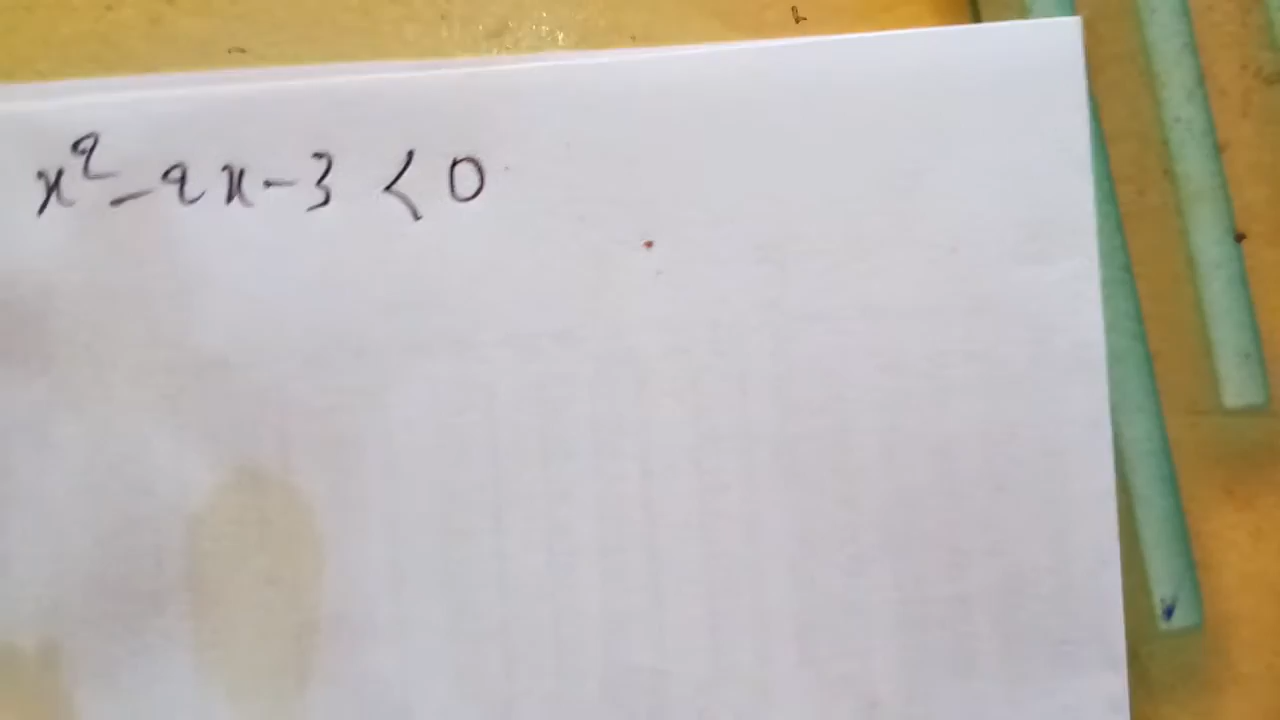 x² - 2x - 3 < 0